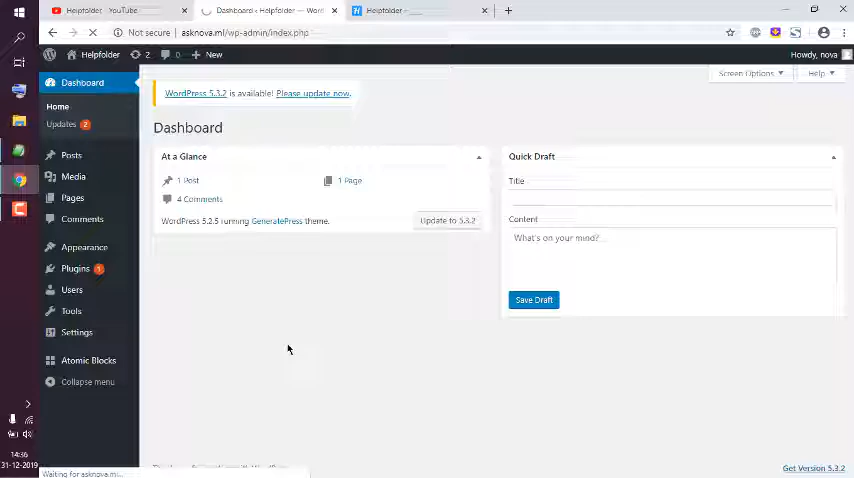 Helpfolder - YouTube
Dashboard ‹ Helpfolder — Wor
Helpfolder –
Not secure
asknova.ml/wp-admin/index.php
Helpfolder
2
0
New
Howdy, nova
Dashboard
Screen Options
Help
WordPress 5.3.2 is available! Please update now.
Home
Updates 2
Dashboard
Posts
Media
Pages
Comments
Appearance
Plugins 1
Users
Tools
Settings
Atomic Blocks
Collapse menu
At a Glance
1 Post
1 Page
4 Comments
WordPress 5.2.5 running GeneratePress theme.
Update to 5.3.2
Quick Draft
Title
Content
What's on your mind?
Save Draft
Get Version 5.3.2
Waiting for asknova.ml...
14:36
31-12-2019